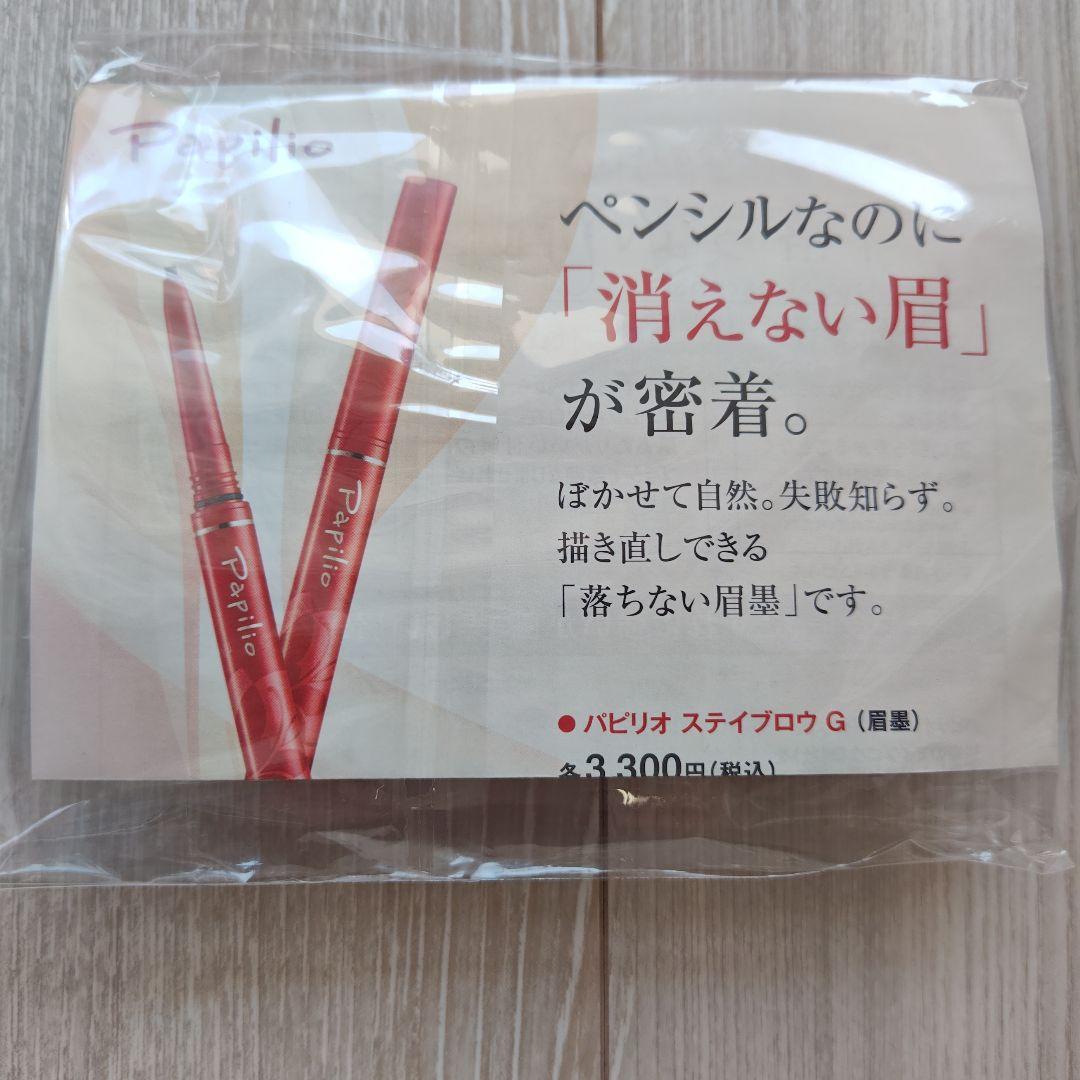 Papilio
ペンシルなのに
「消えない眉」
が密着。
ぼかせて自然。失敗知らず。
描き直しできる
「落ちない眉墨」です。
Papilio
Papilio
● パピリオ ステイブロウ G（眉墨）
各3,300円（税込）